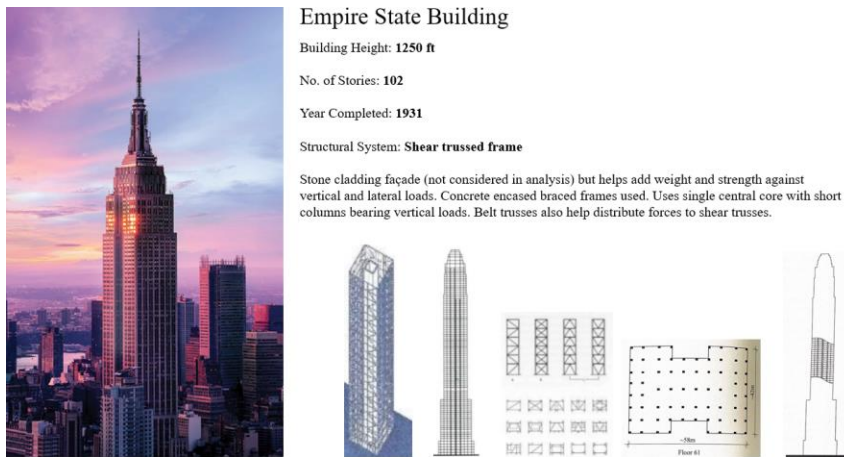 Empire State Building
Building Height: 1250 ft
No. of Stories: 102
Year Completed: 1931
Structural System: Shear trussed frame
Stone cladding façade (not considered in analysis) but helps add weight and strength against
vertical and lateral loads. Concrete encased braced frames used. Uses single central core with short
columns bearing vertical loads. Belt trusses also help distribute forces to shear trusses.
~42m
~58m
Floor 61